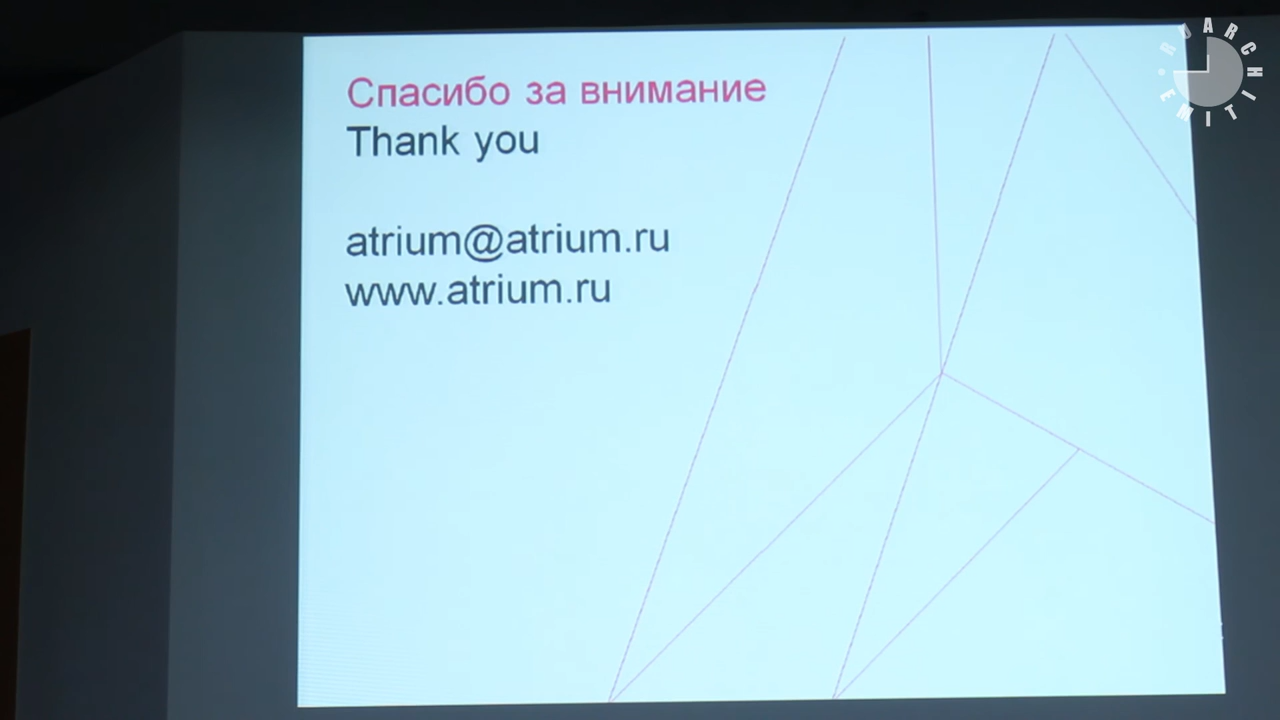 Спасибо за внимание
Thank you
atrium@atrium.ru
www.atrium.ru